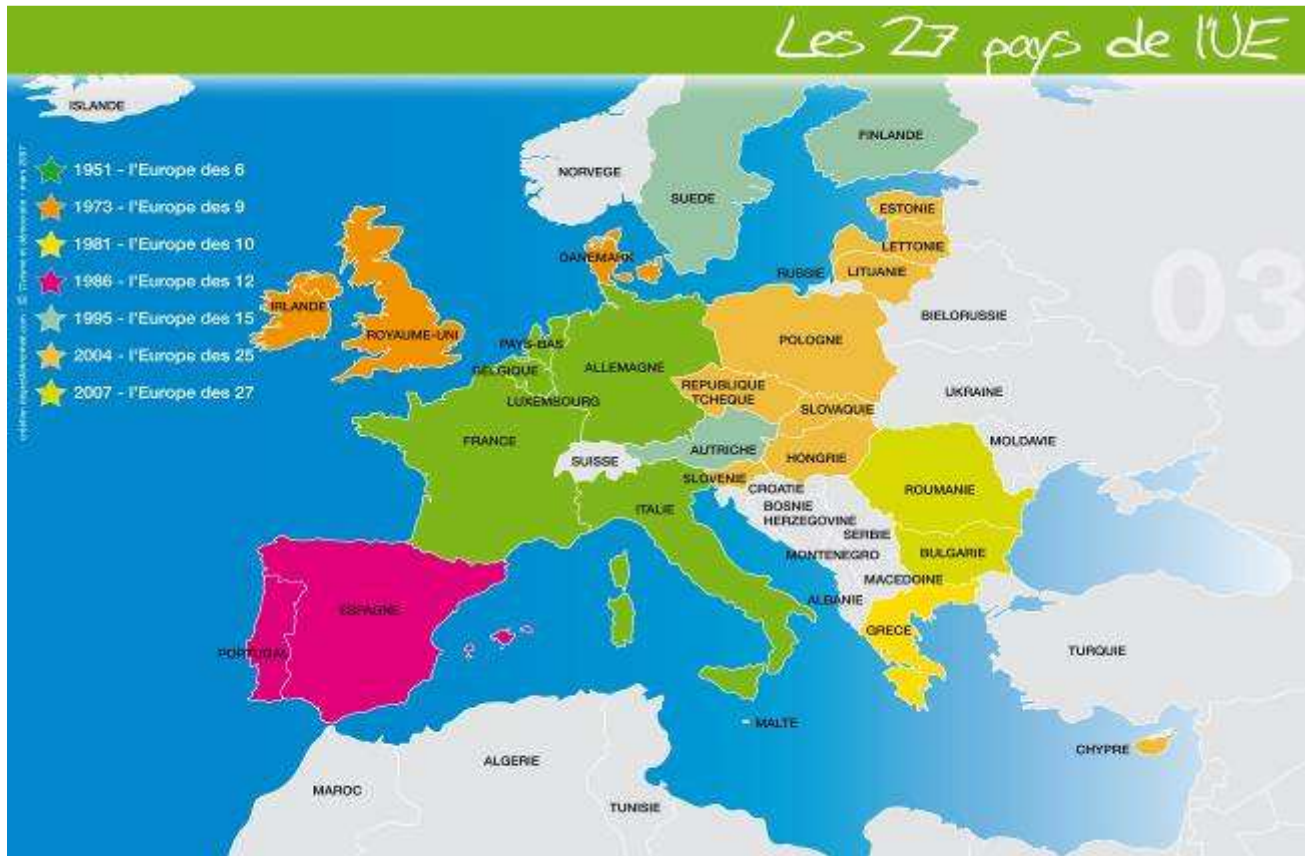 Les 27 pays de l'UE
ISLANDE
1951 - l'Europe des 6
1973 - l'Europe des 9
1981 - l'Europe des 10
1986 - l'Europe des 12
1995 - l'Europe des 15
2004 - l'Europe des 25
2007 - l'Europe des 27
NORVEGE
SUEDE
FINLANDE
ESTONIE
LETTONIE
LITUANIE
RUSSIE
DANEMARK
03
IRLANDE
ROYAUME-UNI
BIELORUSSIE
PAYS-BAS
POLOGNE
BELGIQUE
ALLEMAGNE
LUXEMBOURG
REPUBLIQUE
TCHEQUE
UKRAINE
SLOVAQUIE
FRANCE
MOLDAVIE
SUISSE
AUTRICHE
HONGRIE
SLOVENIE
CROATIE
ROUMANIE
ITALIE
BOSNIE
HERZEGOVINE
SERBIE
MONTENEGRO
BULGARIE
MACEDOINE
ALBANIE
ESPAGNE
GRECE
PORTUGAL
TURQUIE
MALTE
CHYPRE
ALGERIE
MAROC
TUNISIE